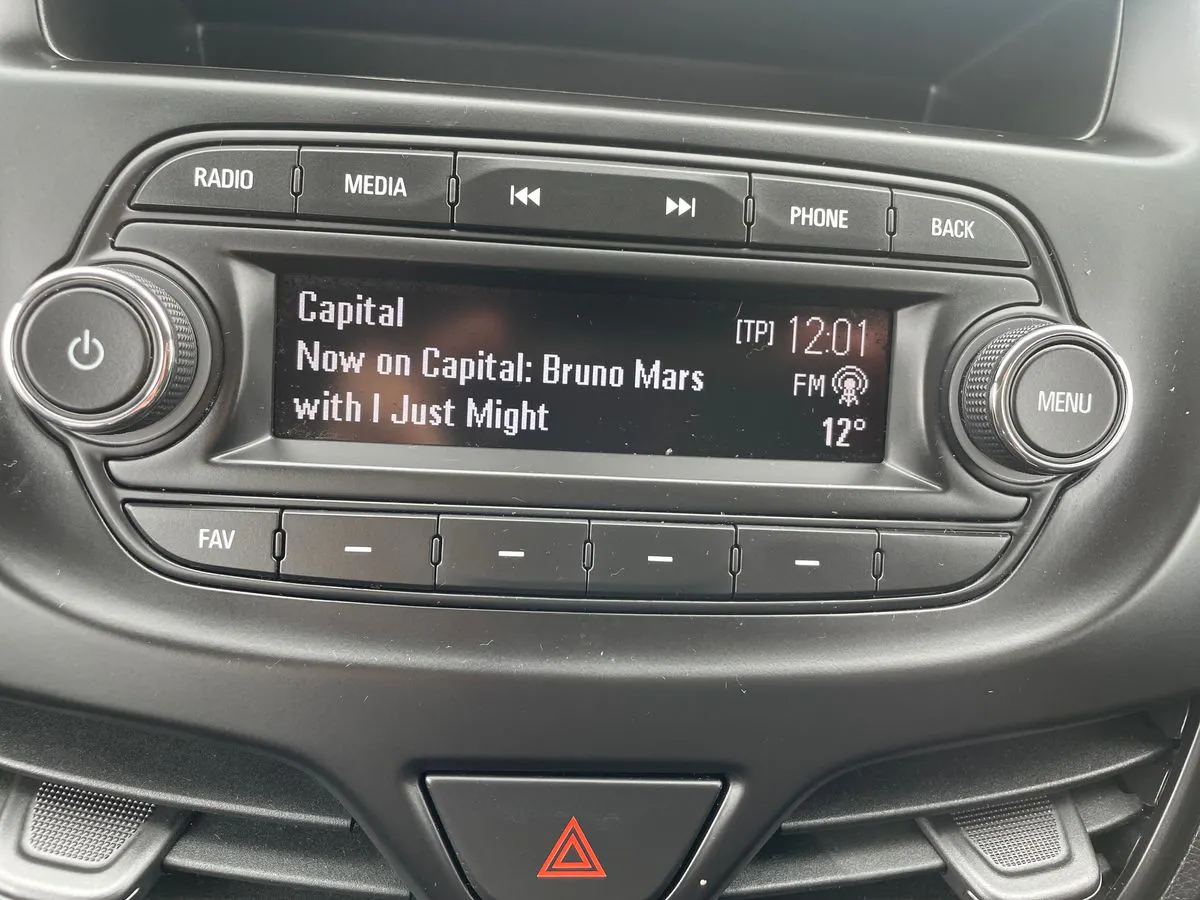 RADIO MEDIA PHONE BACK
Capital
[TP] 12:01
Now on Capital: Bruno Mars
FM
with I Just Might
12°
MENU
FAV